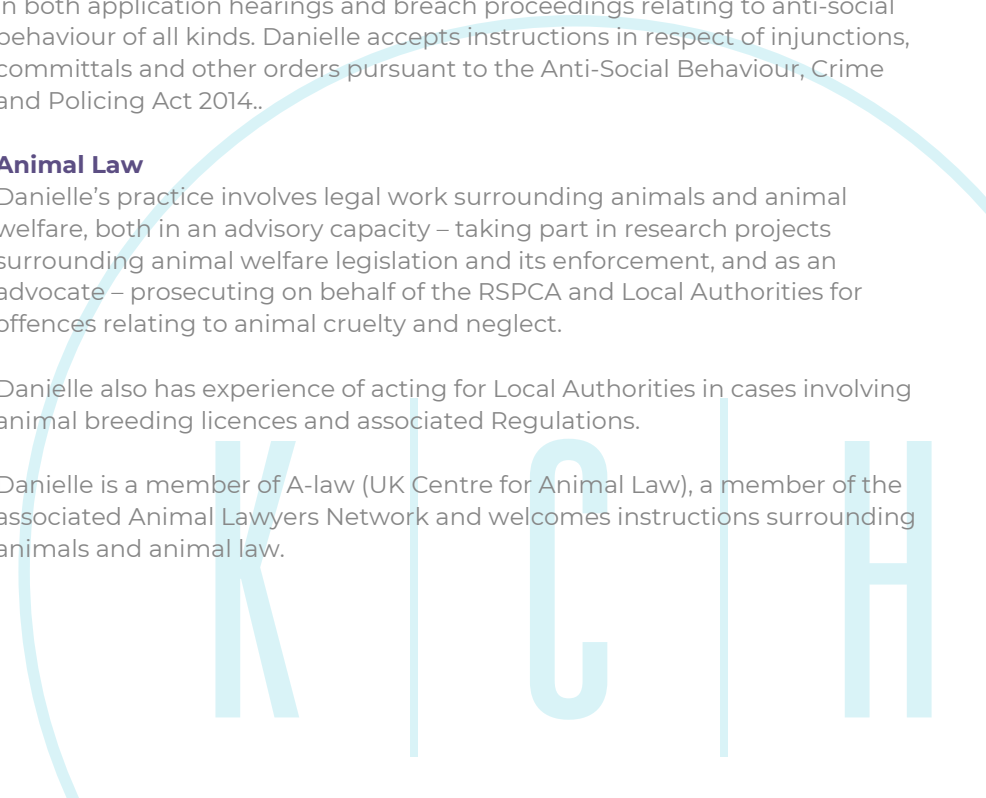 in both application hearings and breach proceedings relating to anti-social
behaviour of all kinds. Danielle accepts instructions in respect of injunctions,
committals and other orders pursuant to the Anti-Social Behaviour, Crime
and Policing Act 2014..
Animal Law
Danielle’s practice involves legal work surrounding animals and animal
welfare, both in an advisory capacity – taking part in research projects
surrounding animal welfare legislation and its enforcement, and as an
advocate – prosecuting on behalf of the RSPCA and Local Authorities for
offences relating to animal cruelty and neglect.
Danielle also has experience of acting for Local Authorities in cases involving
animal breeding licences and associated Regulations.
Danielle is a member of A-law (UK Centre for Animal Law), a member of the
associated Animal Lawyers Network and welcomes instructions surrounding
animals and animal law.
K C H